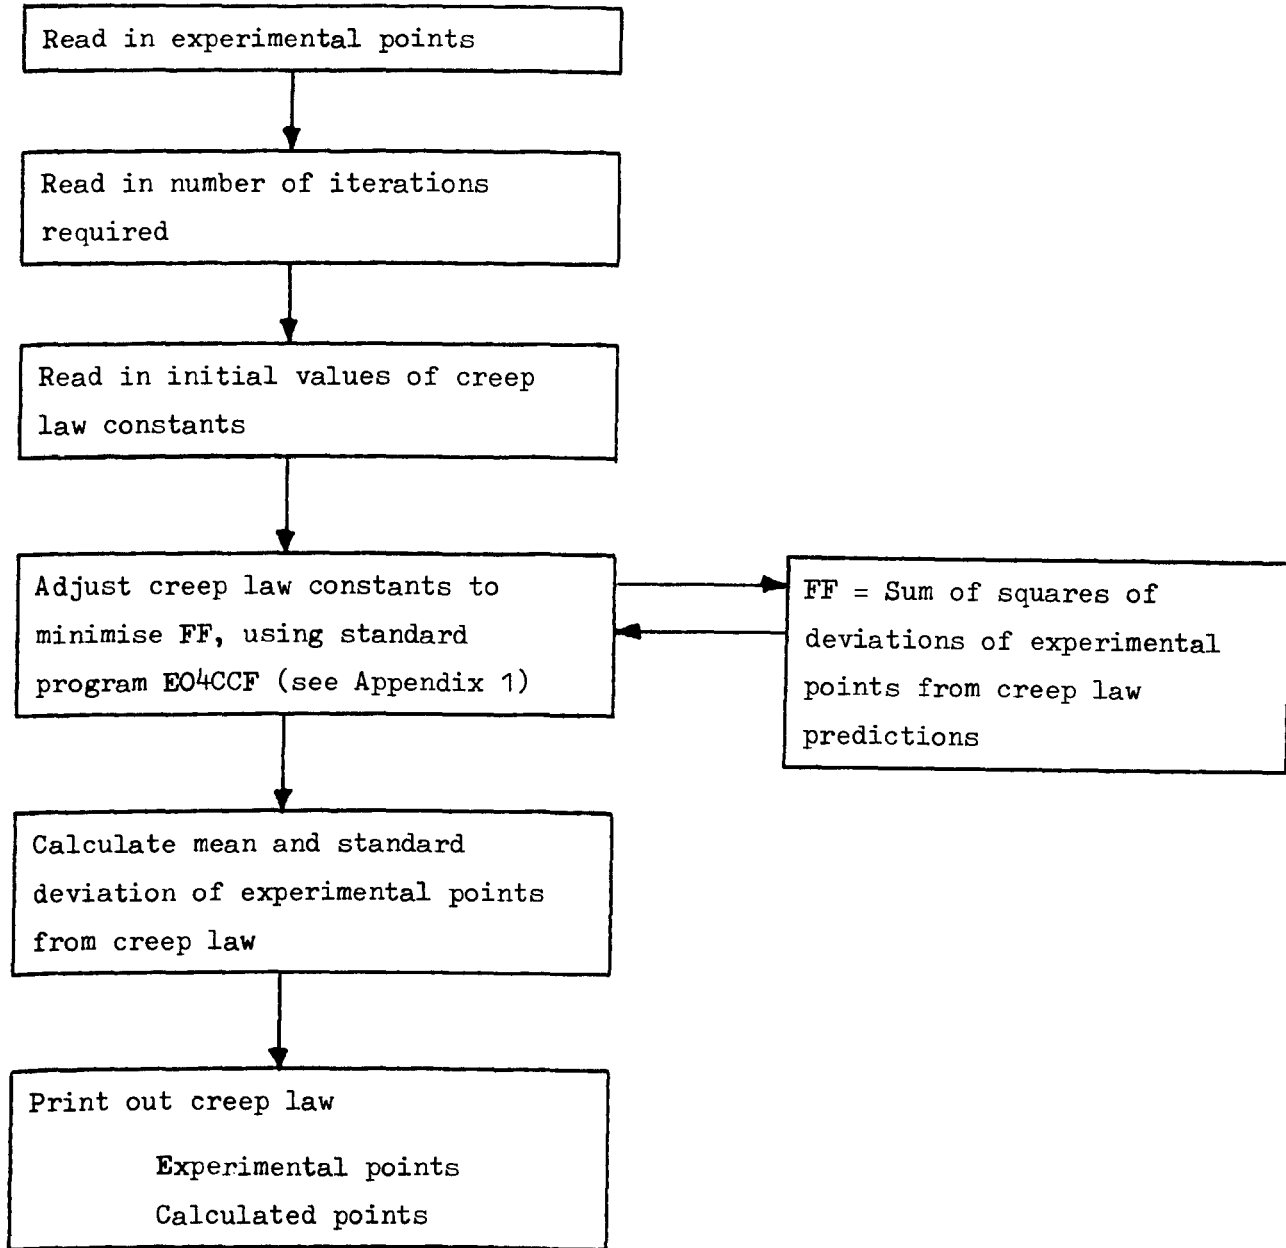 Read in experimental points
Read in number of iterations
required
Read in initial values of creep
law constants
Adjust creep law constants to
minimise FF, using standard
program EO4CCF (see Appendix 1)
FF = Sum of squares of
deviations of experimental
points from creep law
predictions
Calculate mean and standard
deviation of experimental points
from creep law
Print out creep law
Experimental points
Calculated points